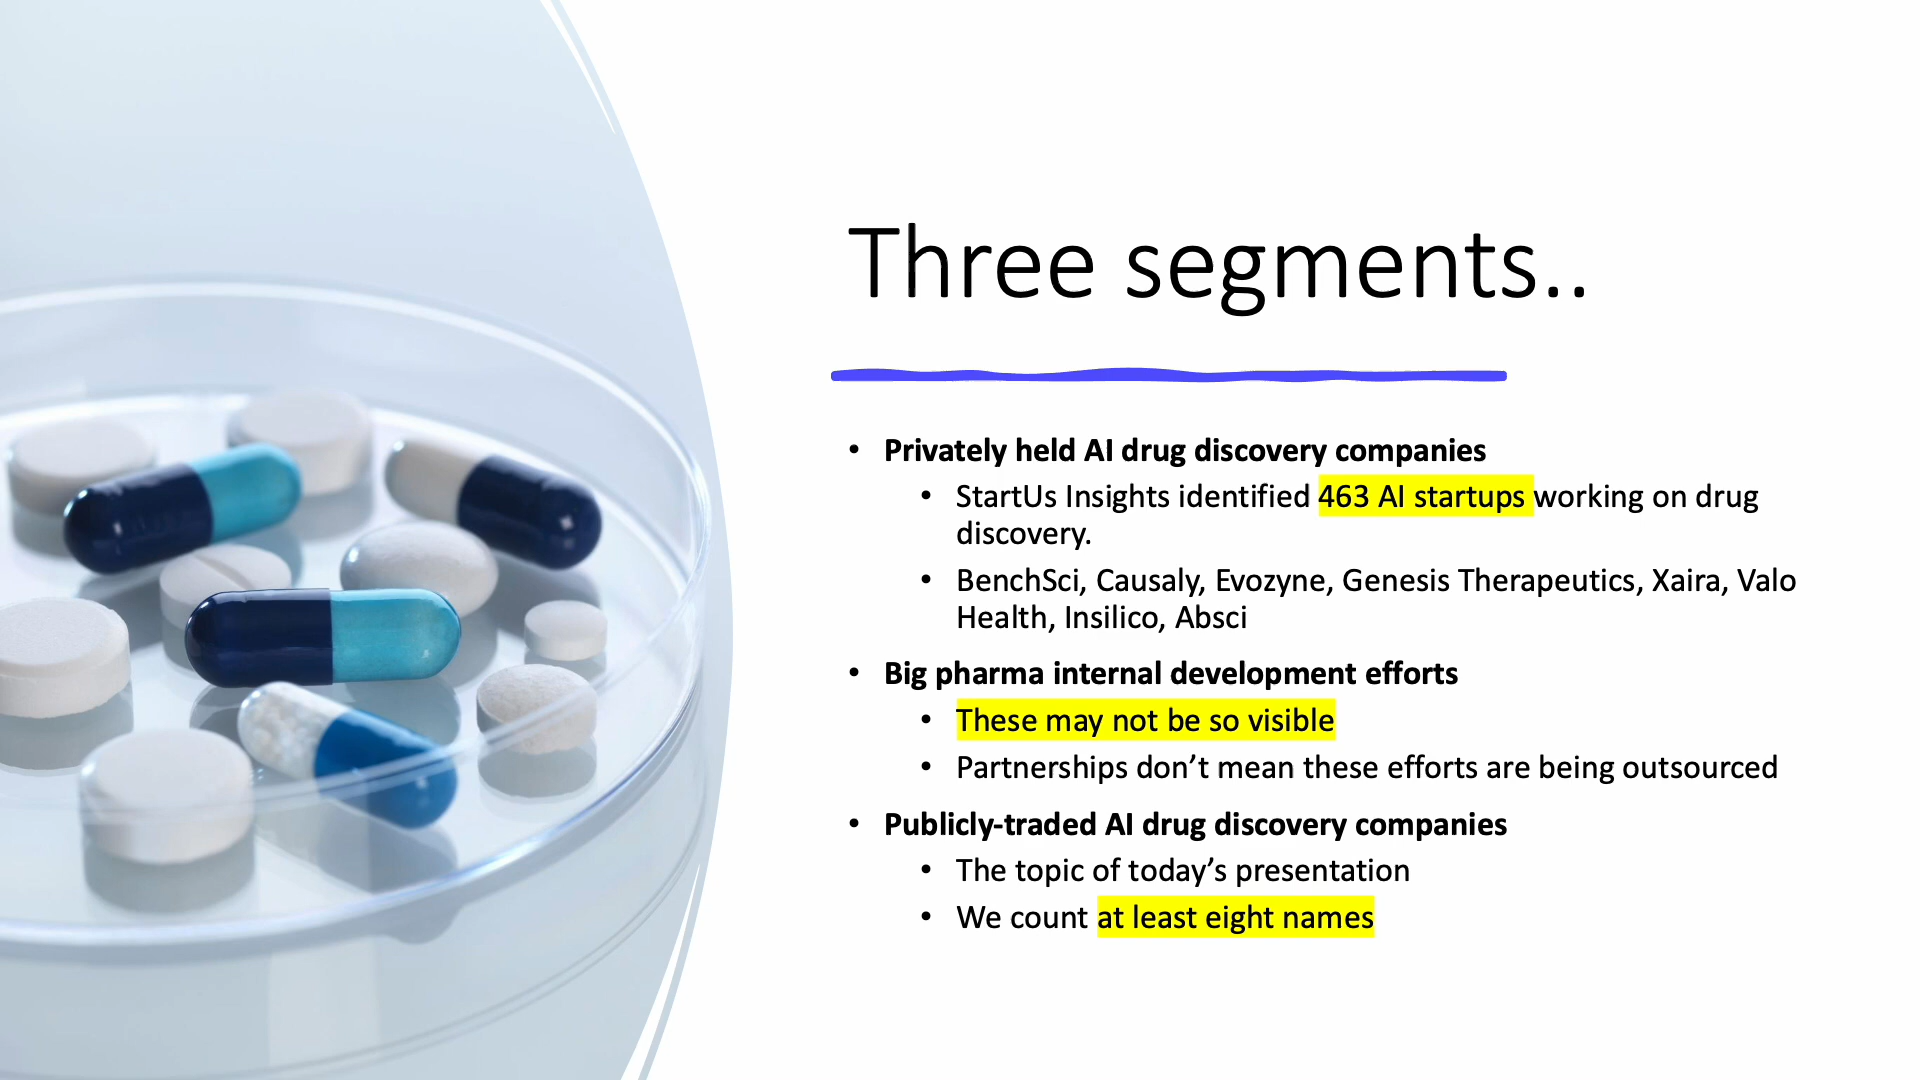 Three segments..
• Privately held AI drug discovery companies
• StartUs Insights identified 463 AI startups working on drug
discovery.
• BenchSci, Causaly, Evozyne, Genesis Therapeutics, Xaira, Valo
Health, Insilico, Absci
• Big pharma internal development efforts
• These may not be so visible
• Partnerships don’t mean these efforts are being outsourced
• Publicly-traded AI drug discovery companies
• The topic of today’s presentation
• We count at least eight names